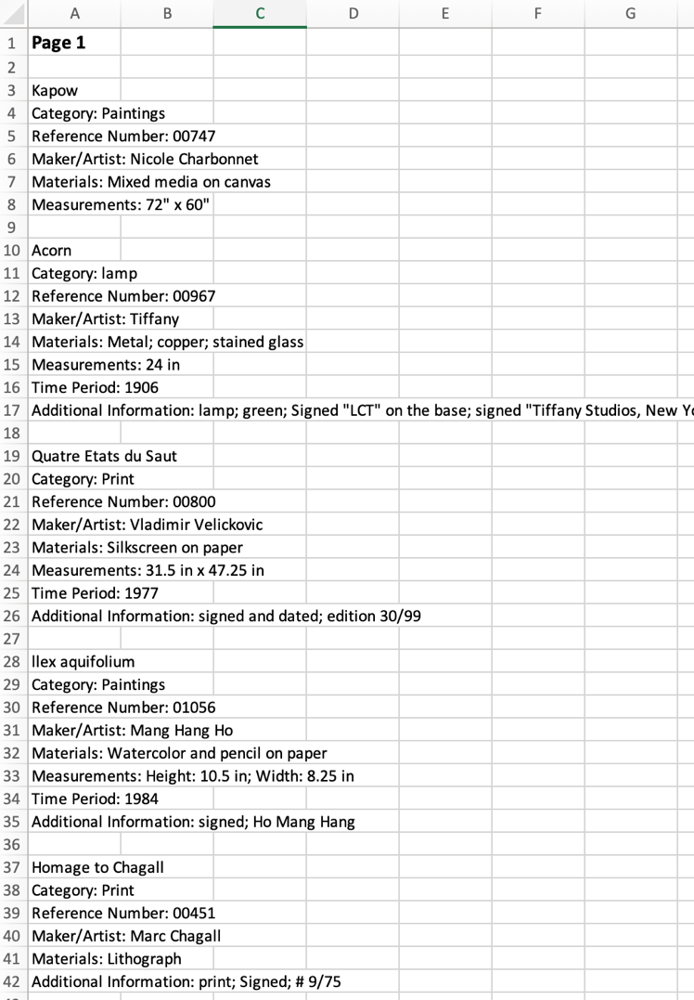 A B C D E F G
1 Page 1
2
3 Kapow
4 Category: Paintings
5 Reference Number: 00747
6 Maker/Artist: Nicole Charbonnet
7 Materials: Mixed media on canvas
8 Measurements: 72" x 60"
9
10 Acorn
11 Category: lamp
12 Reference Number: 00967
13 Maker/Artist: Tiffany
14 Materials: Metal; copper; stained glass
15 Measurements: 24 in
16 Time Period: 1906
17 Additional Information: lamp; green; Signed "LCT" on the base; signed "Tiffany Studios, New
18
19 Quatre Etats du Saut
20 Category: Print
21 Reference Number: 00800
22 Maker/Artist: Vladimir Velickovic
23 Materials: Silkscreen on paper
24 Measurements: 31.5 in x 47.25 in
25 Time Period: 1977
26 Additional Information: signed and dated; edition 30/99
27
28 llex aquifolium
29 Category: Paintings
30 Reference Number: 01056
31 Maker/Artist: Mang Hang Ho
32 Materials: Watercolor and pencil on paper
33 Measurements: Height: 10.5 in; Width: 8.25 in
34 Time Period: 1984
35 Additional Information: signed; Ho Mang Hang
36
37 Homage to Chagall
38 Category: Print
39 Reference Number: 00451
40 Maker/Artist: Marc Chagall
41 Materials: Lithograph
42 Additional Information: print; Signed; # 9/75